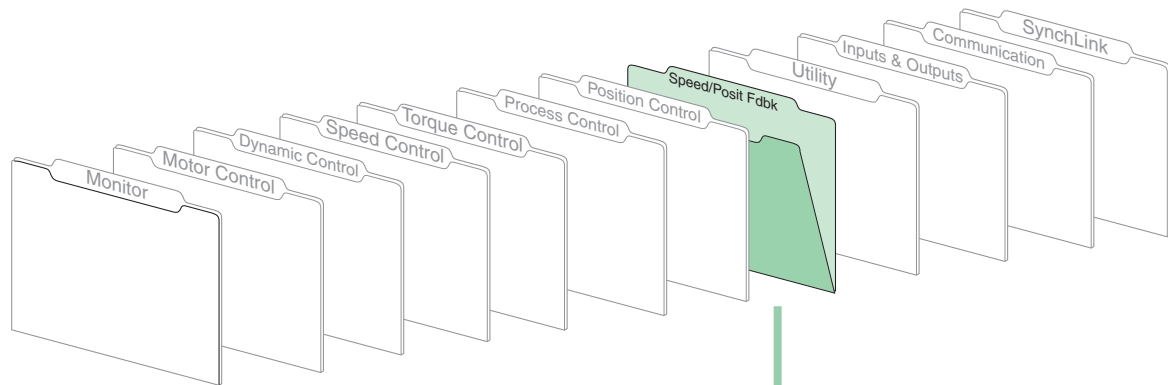 Monitor
Motor Control
Dynamic Control
Speed Control
Torque Control
Process Control
Position Control
Speed/Posit Fdbk
Utility
Inputs & Outputs
Communication
SynchLink